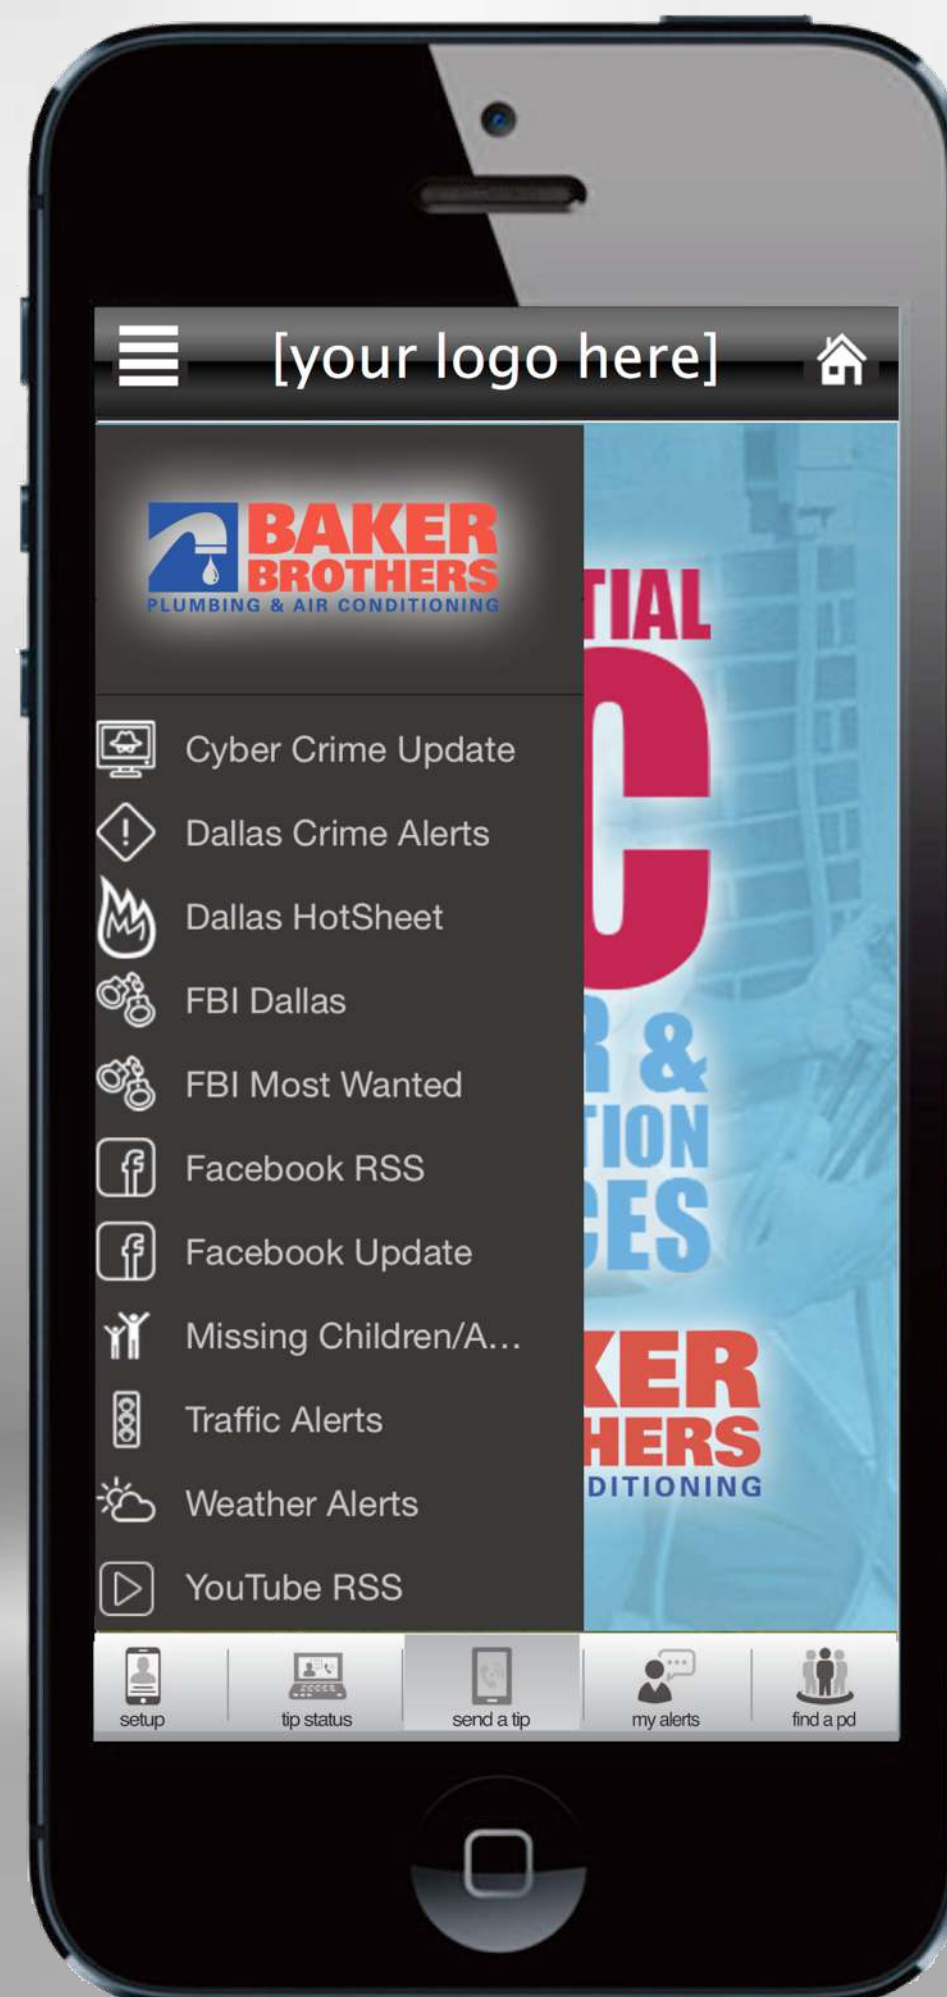 [your logo here]
BAKER
BROTHERS
PLUMBING & AIR CONDITIONING
Cyber Crime Update
Dallas Crime Alerts
Dallas HotSheet
FBI Dallas
FBI Most Wanted
Facebook RSS
Facebook Update
Missing Children/A...
Traffic Alerts
Weather Alerts
YouTube RSS
TIAL
C
R &
TION
CES
KER
HERS
DITIONING
setup
tip status
send a tip
my alerts
find a pd